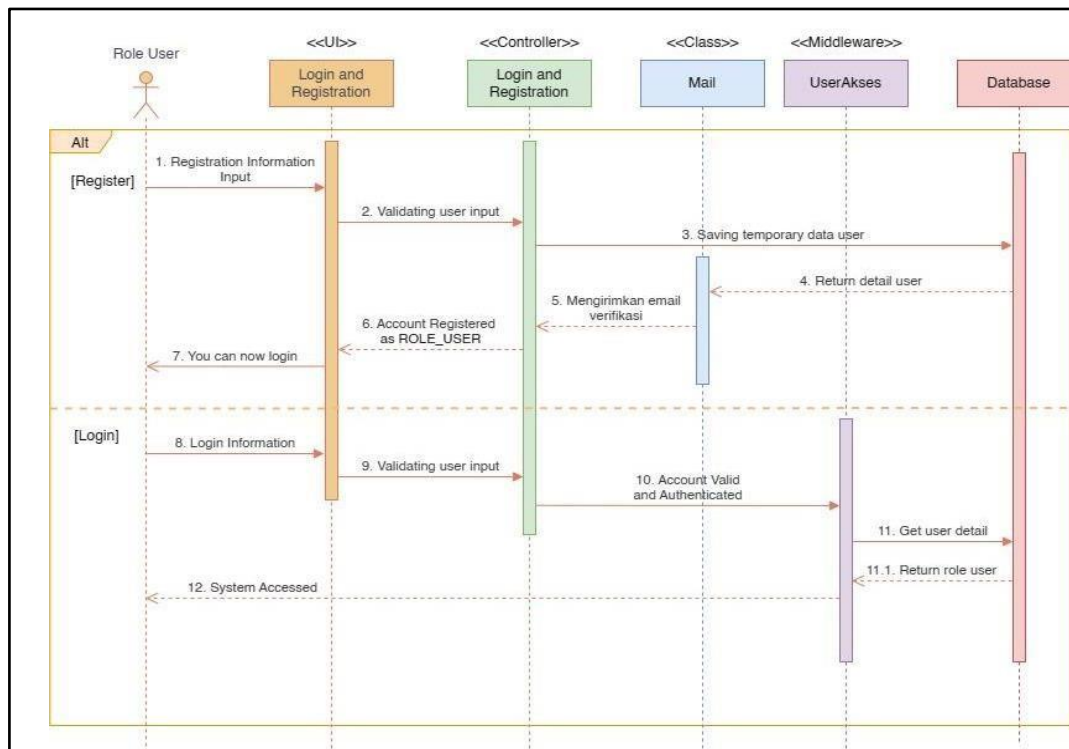 <<UI>>
<<Controller>>
<<Class>>
<<Middleware>>
Role User
Login and
Registration
Login and
Registration
Mail
UserAkses
Database
Alt
[Register]
1. Registration Information
Input
2. Validating user input
3. Saving temporary data user
4. Return detail user
5. Mengirimkan email
verifikasi
6. Account Registered
as ROLE_USER
7. You can now login
[Login]
8. Login Information
9. Validating user input
10. Account Valid
and Authenticated
11. Get user detail
11.1. Return role user
12. System Accessed